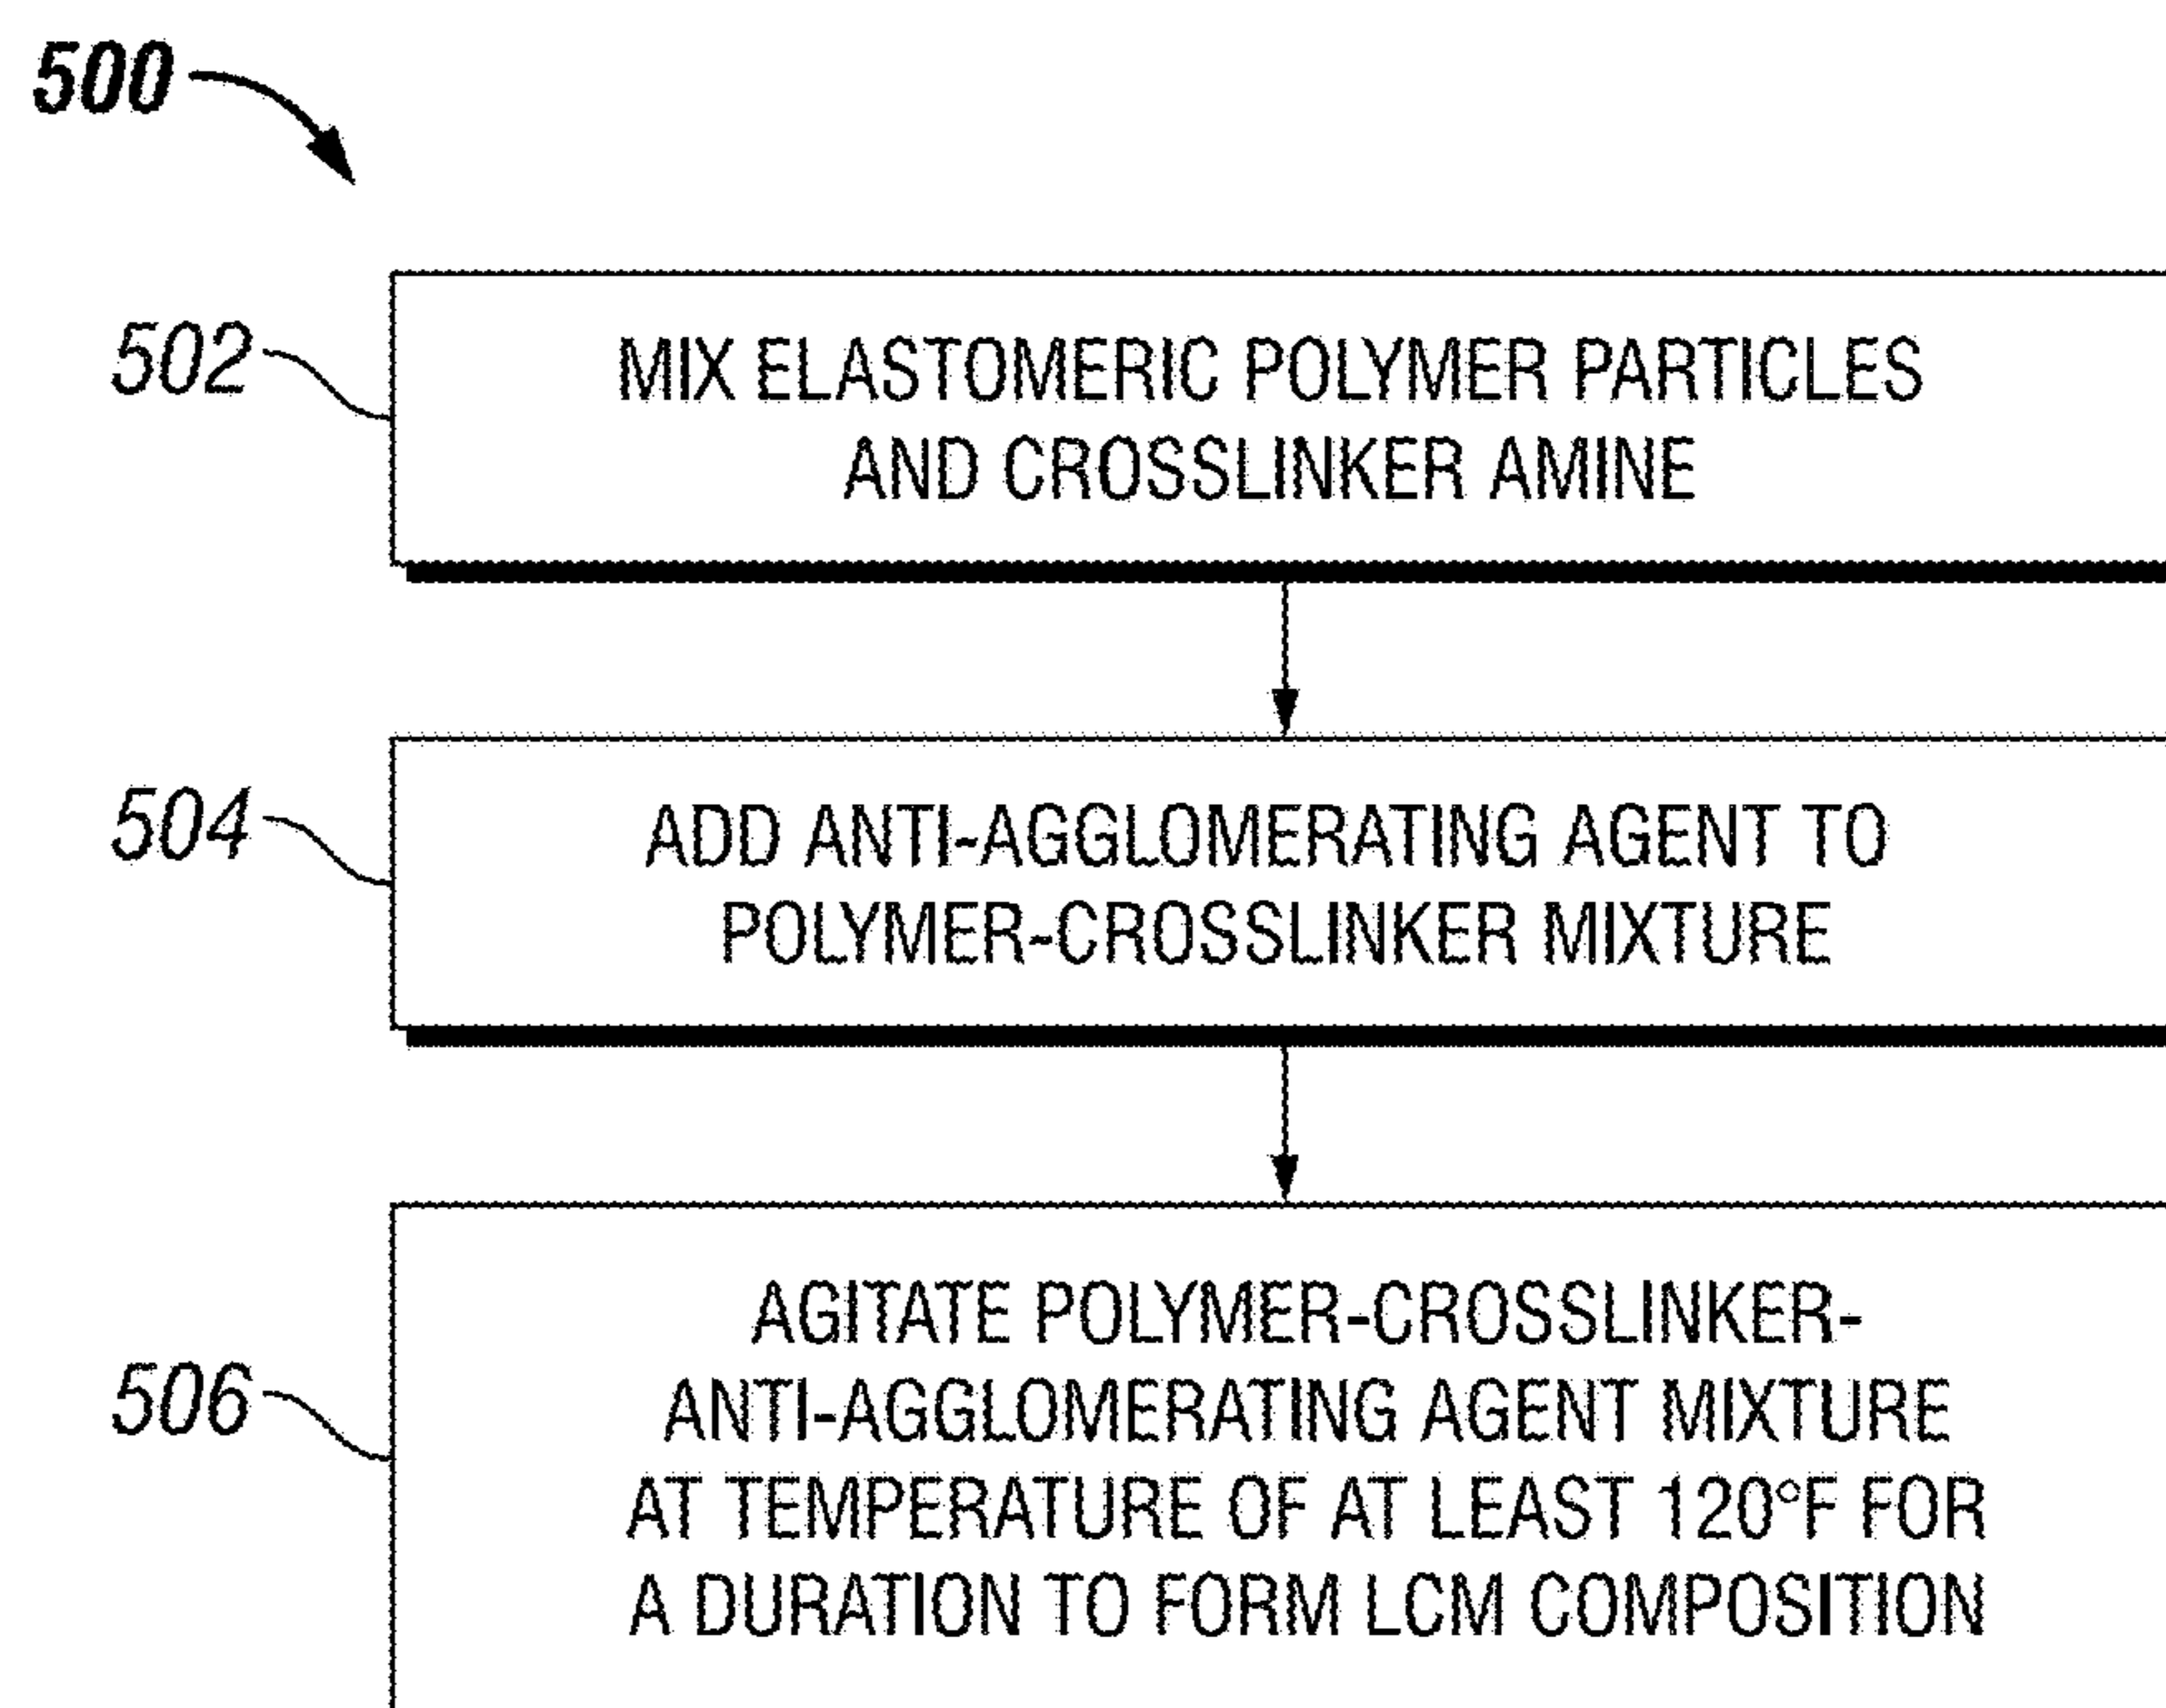 500
502
MIX ELASTOMERIC POLYMER PARTICLES
AND CROSSLINKER AMINE
504
ADD ANTI-AGGLOMERATING AGENT TO
POLYMER-CROSSLINKER MIXTURE
506
AGITATE POLYMER-CROSSLINKER-
ANTI-AGGLOMERATING AGENT MIXTURE
AT TEMPERATURE OF AT LEAST 120°F FOR
A DURATION TO FORM LCM COMPOSITION